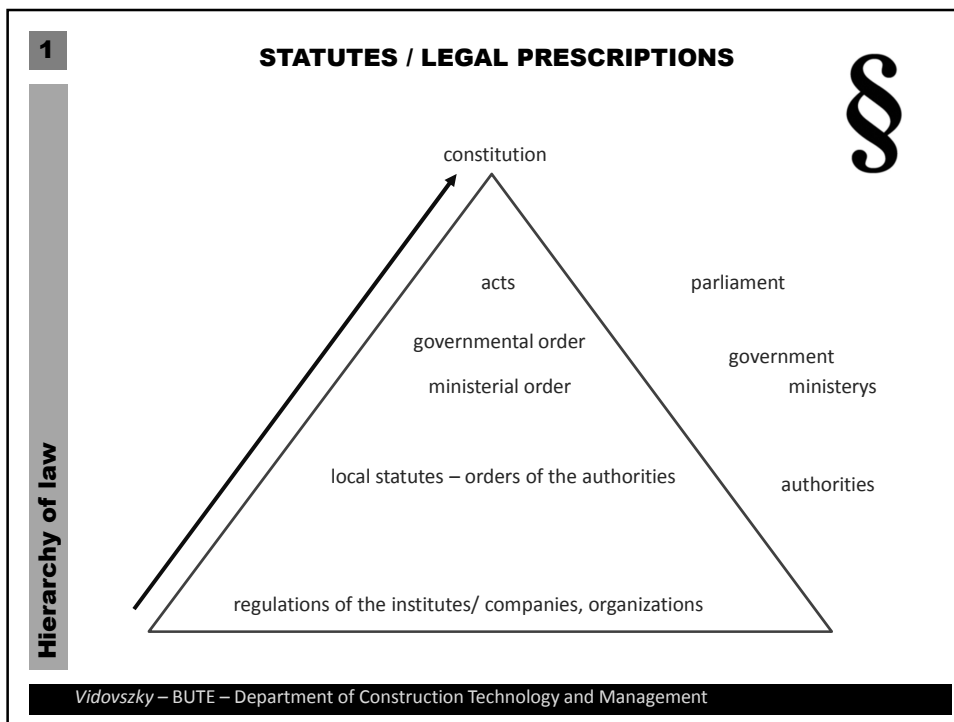 1
STATUTES / LEGAL PRESCRIPTIONS
§
constitution
acts
parliament
governmental order
government
ministerial order
ministerys
local statutes – orders of the authorities
authorities
regulations of the institutes/ companies, organizations
Hierarchy of law
Vidovszky – BUTE – Department of Construction Technology and Management